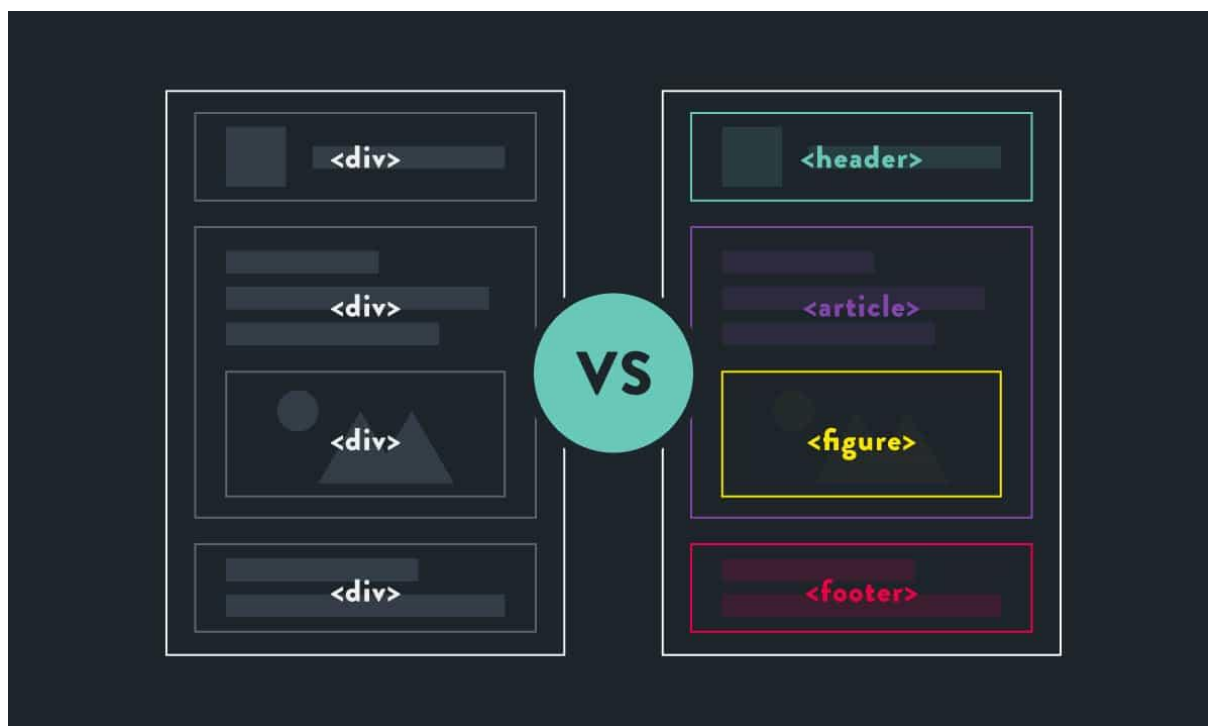 <div>
<div>
<div>
<div>
VS
<header>
<article>
<figure>
<footer>